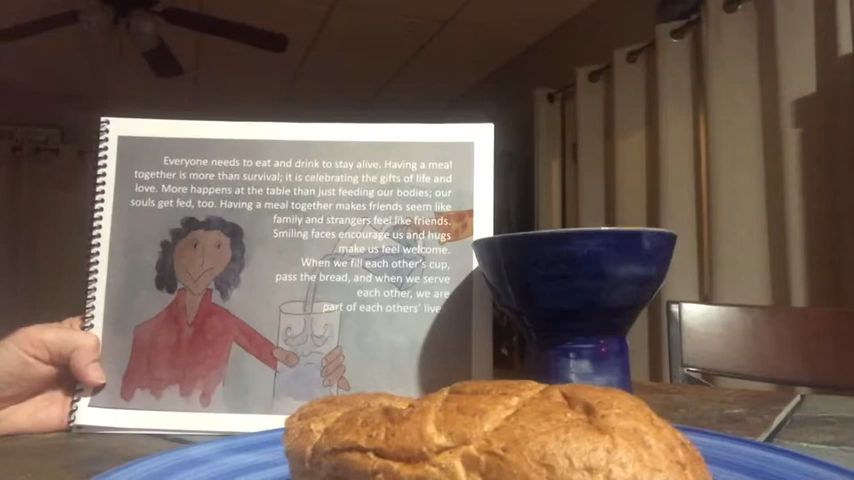 Everyone needs to eat and drink to stay alive. Having a meal
together is more than survival; it is celebrating the gifts of life and
love. More happens at the table than just feeding our bodies; our
souls get fed, too. Having a meal together makes friends seem like
family and strangers feel like friends.
Smiling faces encourage us and hugs
make us feel welcome.
When we fill each other's cup,
pass the bread, and when we serve
each other, we are
part of each others'